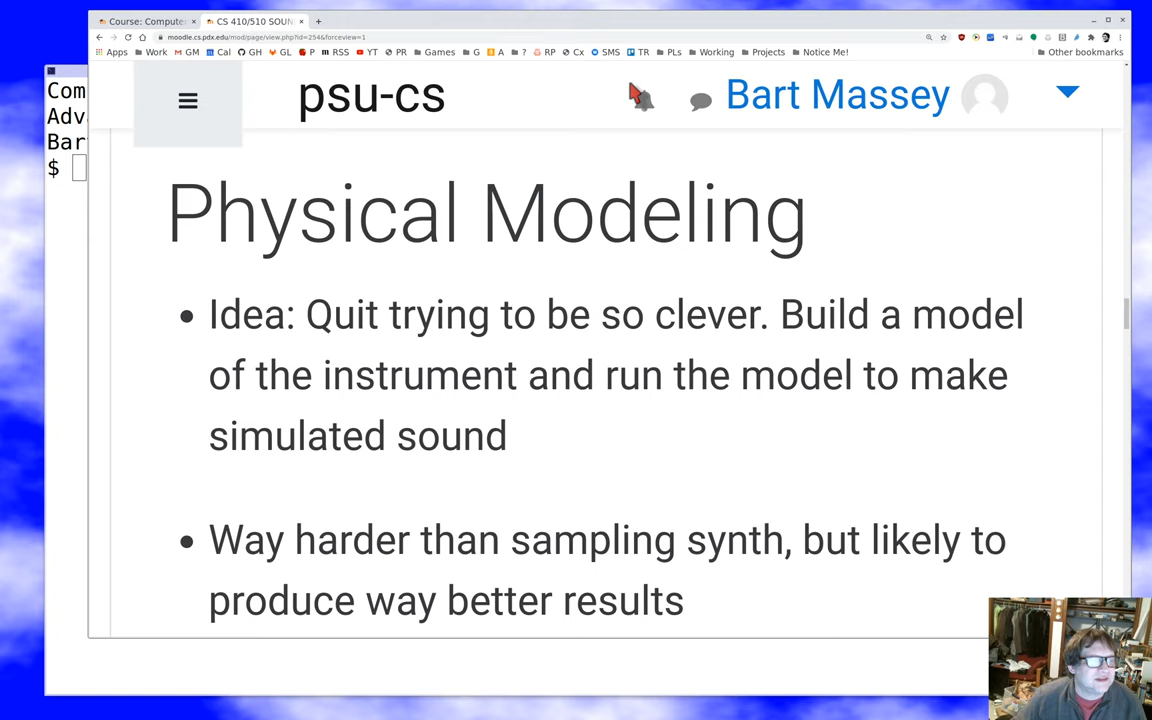 Course: Compute
CS 410/510 SOUN
moodle.cs.pdx.edu/mod/page/view.php?id=254&forceview=1
Apps Work GM Cal GH GL P RSS YT PR Games G A ? RP Cx SMS TR PLs Working Projects Notice Me! Other bookmarks
Com
Adv
Bar
$
psu-cs
Bart Massey
Physical Modeling
• Idea: Quit trying to be so clever. Build a model
of the instrument and run the model to make
simulated sound
• Way harder than sampling synth, but likely to
produce way better results